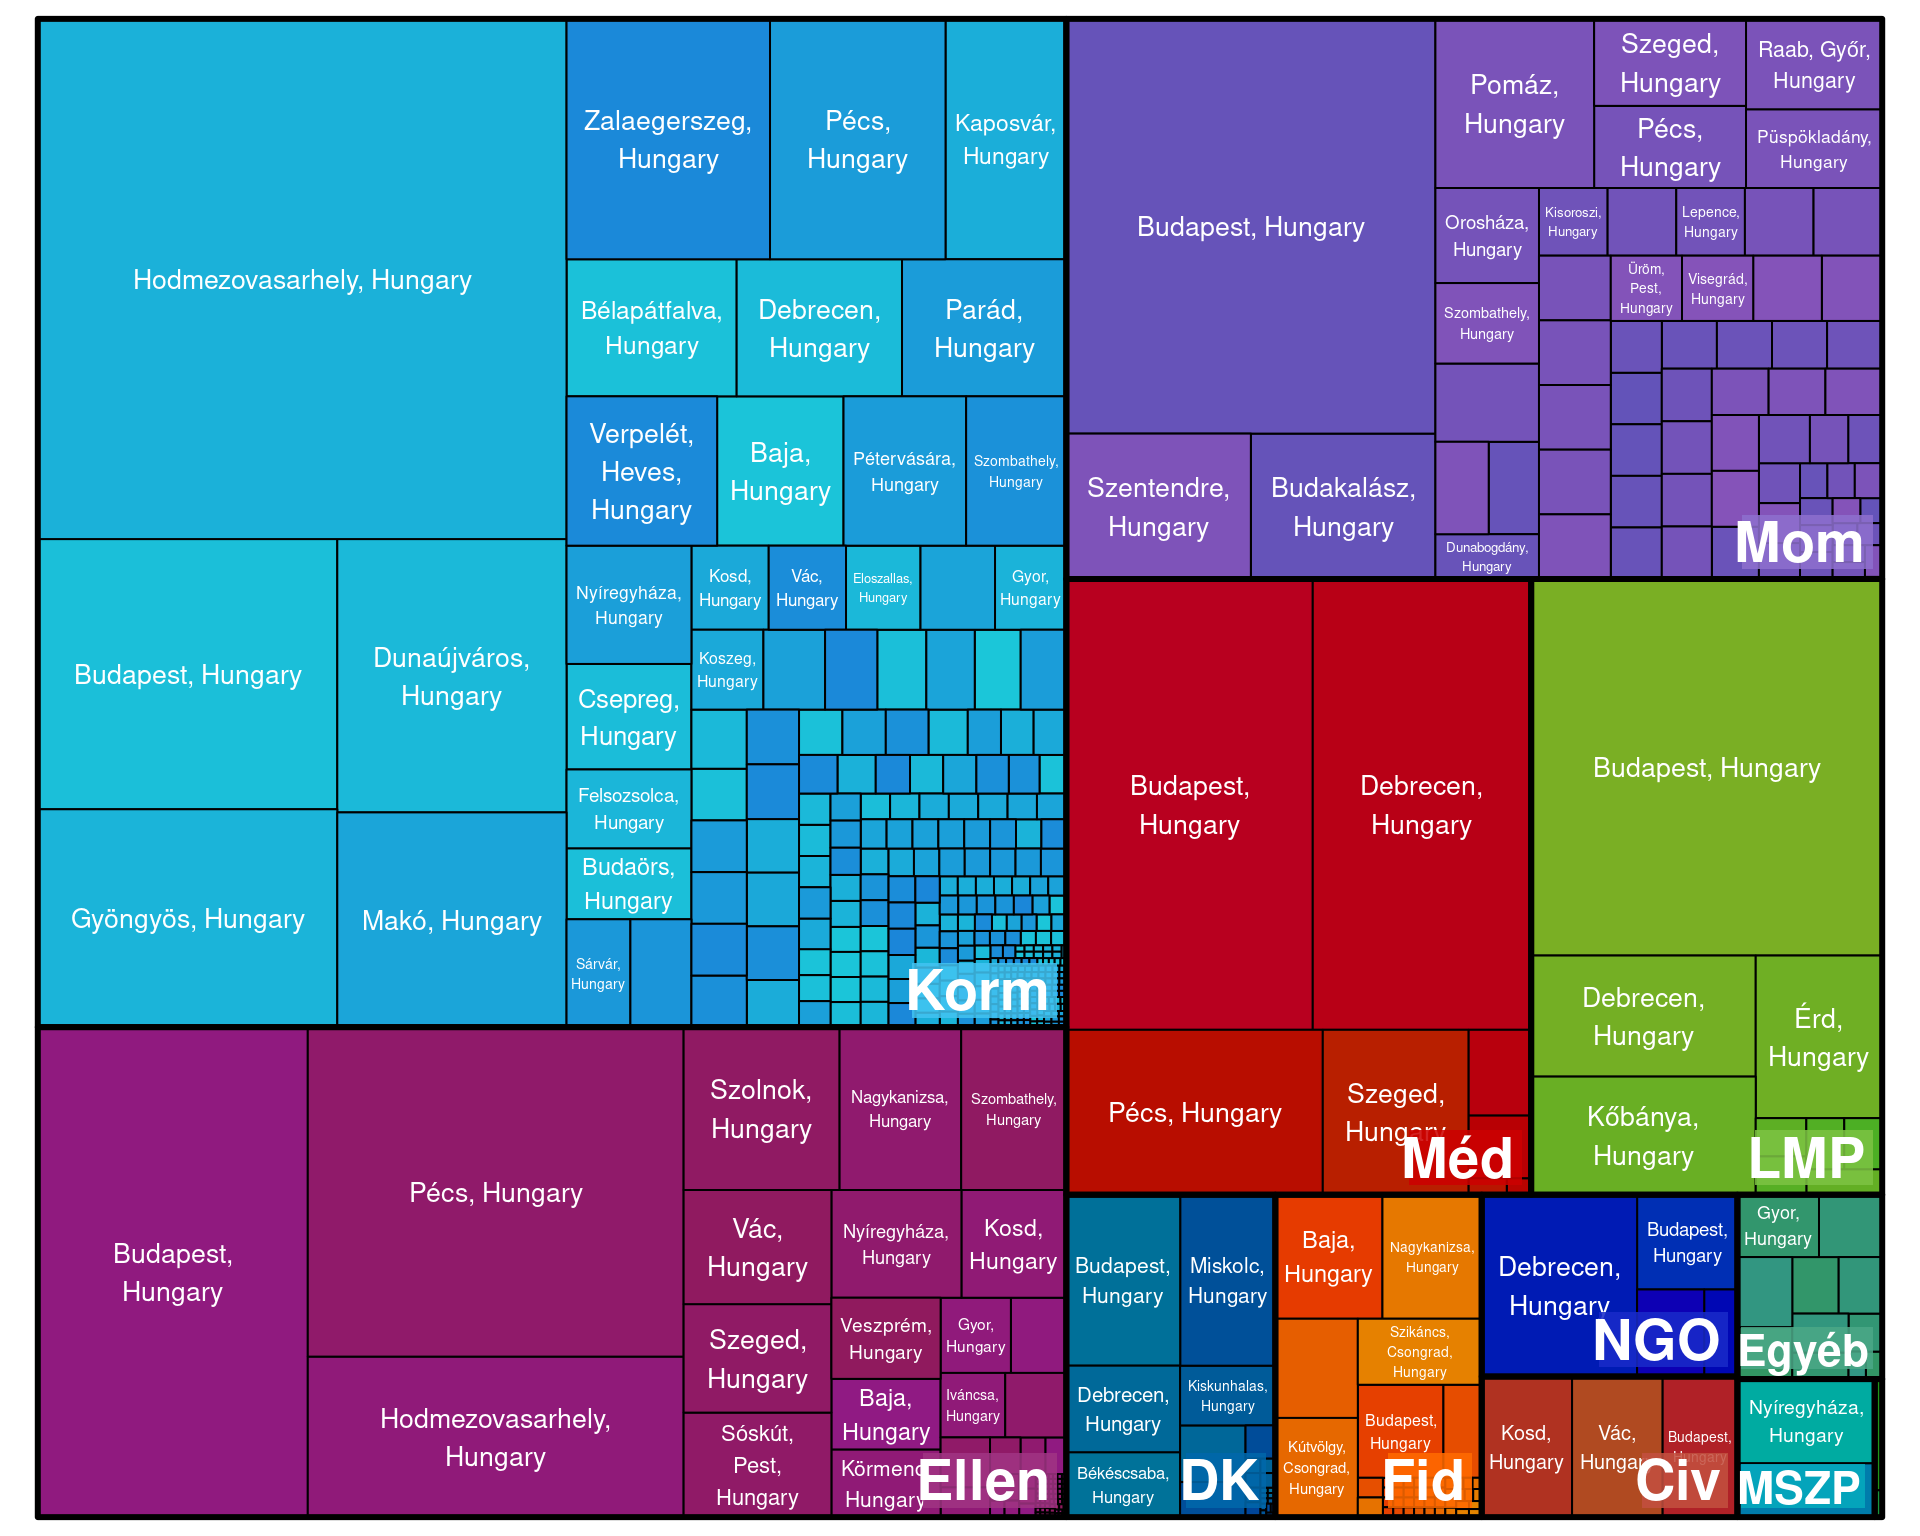 Hodmezovasarhely, Hungary
Budapest, Hungary
Dunaújváros,
Hungary
Gyöngyös, Hungary
Makó, Hungary
Zalaegerszeg,
Hungary
Pécs,
Hungary
Kaposvár,
Hungary
Bélapátfalva,
Hungary
Debrecen,
Hungary
Parád,
Hungary
Verpelét,
Heves,
Hungary
Baja,
Hungary
Pétervására,
Hungary
Szombathely,
Hungary
Nyíregyháza,
Hungary
Kosd,
Hungary
Vác,
Hungary
Eloszallas,
Hungary
Gyor,
Hungary
Koszeg,
Hungary
Csepreg,
Hungary
Felsozsolca,
Hungary
Budaörs,
Hungary
Sárvár,
Hungary
Korm
Budapest, Hungary
Szentendre,
Hungary
Budakalász,
Hungary
Pomáz,
Hungary
Szeged,
Hungary
Raab, Győr,
Hungary
Pécs,
Hungary
Püspökladány,
Hungary
Orosháza,
Hungary
Kisoroszi,
Hungary
Lepence,
Hungary
Szombathely,
Hungary
Üröm,
Pest,
Hungary
Visegrád,
Hungary
Dunabogdány,
Hungary
Mom
Budapest,
Hungary
Debrecen,
Hungary
Pécs, Hungary
Szeged,
Hungary
Méd
Budapest, Hungary
Debrecen,
Hungary
Érd,
Hungary
Kőbánya,
Hungary
LMP
Budapest,
Hungary
Pécs, Hungary
Hodmezovasarhely,
Hungary
Szolnok,
Hungary
Nagykanizsa,
Hungary
Szombathely,
Hungary
Vác,
Hungary
Nyíregyháza,
Hungary
Kosd,
Hungary
Szeged,
Hungary
Veszprém,
Hungary
Gyor,
Hungary
Baja,
Hungary
Iváncsa,
Hungary
Sóskút,
Pest,
Hungary
Körmend,
Hungary
Ellen
Budapest,
Hungary
Miskolc,
Hungary
Debrecen,
Hungary
Kiskunhalas,
Hungary
Békéscsaba,
Hungary
DK
Baja,
Hungary
Nagykanizsa,
Hungary
Szikáncs,
Csongrad,
Hungary
Budapest,
Hungary
Kútvölgy,
Csongrad,
Hungary
Fid
Debrecen,
Hungary
Budapest,
Hungary
NGO
Gyor,
Hungary
Egyéb
Kosd,
Hungary
Vác,
Hungary
Budapest,
Hungary
Civ
Nyíregyháza,
Hungary
MSZP